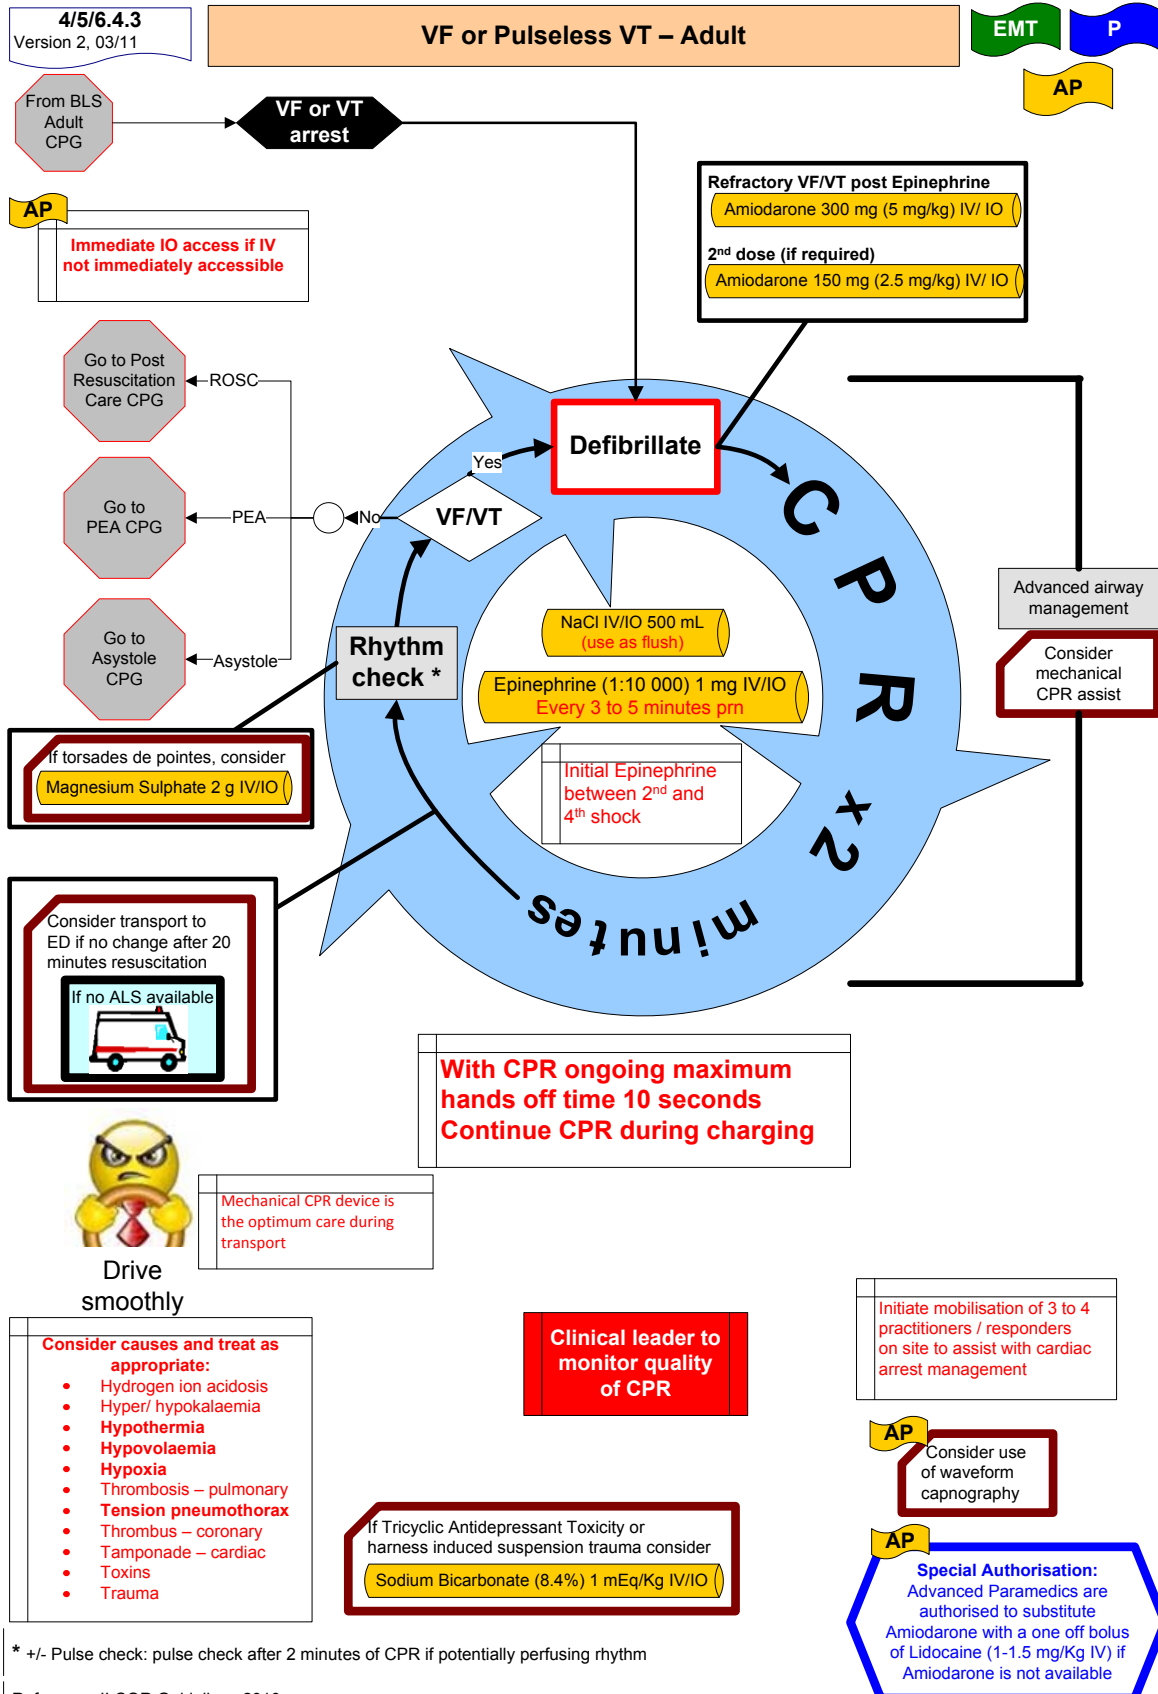 4/5/6.4.3
Version 2, 03/11
VF or Pulseless VT – Adult
EMT
P
AP
From BLS
Adult
CPG
VF or VT
arrest
AP
Immediate IO access if IV
not immediately accessible
Refractory VF/VT post Epinephrine
Amiodarone 300 mg (5 mg/kg) IV/ IO
2nd dose (if required)
Amiodarone 150 mg (2.5 mg/kg) IV/ IO
Go to Post
Resuscitation
Care CPG
ROSC
Defibrillate
Yes
VF/VT
No
Go to
PEA CPG
PEA
CPR x2 minutes
Advanced airway
management
Consider
mechanical
CPR assist
NaCl IV/IO 500 mL
(use as flush)
Epinephrine (1:10 000) 1 mg IV/IO
Every 3 to 5 minutes prn
Initial Epinephrine
between 2nd and
4th shock
Go to
Asystole
CPG
Asystole
Rhythm
check *
If torsades de pointes, consider
Magnesium Sulphate 2 g IV/IO
Consider transport to
ED if no change after 20
minutes resuscitation
If no ALS available
With CPR ongoing maximum
hands off time 10 seconds
Continue CPR during charging
Mechanical CPR device is
the optimum care during
transport
Drive
smoothly
Consider causes and treat as
appropriate:
• Hydrogen ion acidosis
• Hyper/ hypokalaemia
• Hypothermia
• Hypovolaemia
• Hypoxia
• Thrombosis – pulmonary
• Tension pneumothorax
• Thrombus – coronary
• Tamponade – cardiac
• Toxins
• Trauma
Clinical leader to
monitor quality
of CPR
Initiate mobilisation of 3 to 4
practitioners / responders
on site to assist with cardiac
arrest management
AP
Consider use
of waveform
capnography
If Tricyclic Antidepressant Toxicity or
harness induced suspension trauma consider
Sodium Bicarbonate (8.4%) 1 mEq/Kg IV/IO
AP
Special Authorisation:
Advanced Paramedics are
authorised to substitute
Amiodarone with a one off bolus
of Lidocaine (1-1.5 mg/Kg IV) if
Amiodarone is not available
* +/- Pulse check: pulse check after 2 minutes of CPR if potentially perfusing rhythm